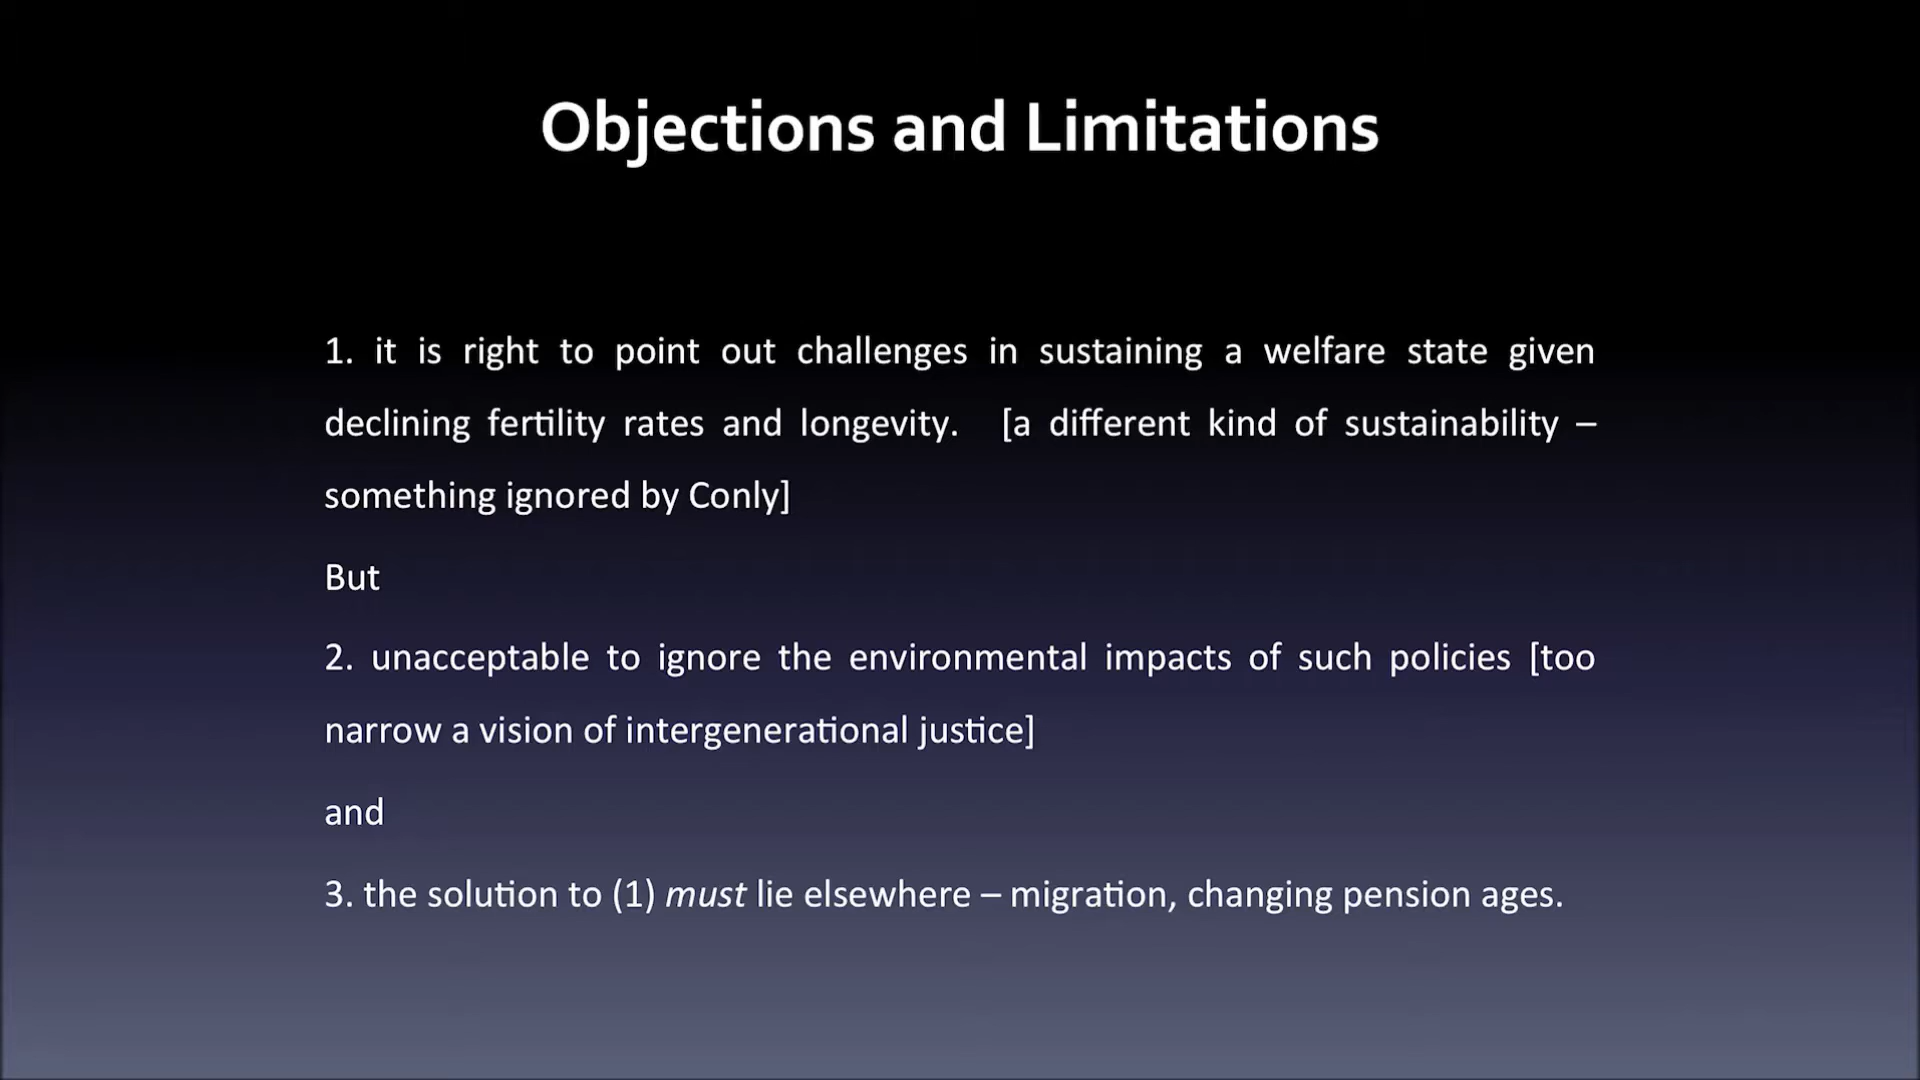 Objections and Limitations
1. it is right to point out challenges in sustaining a welfare state given
declining fertility rates and longevity. [a different kind of sustainability –
something ignored by Conly]
But
2. unacceptable to ignore the environmental impacts of such policies [too
narrow a vision of intergenerational justice]
and
3. the solution to (1) must lie elsewhere – migration, changing pension ages.